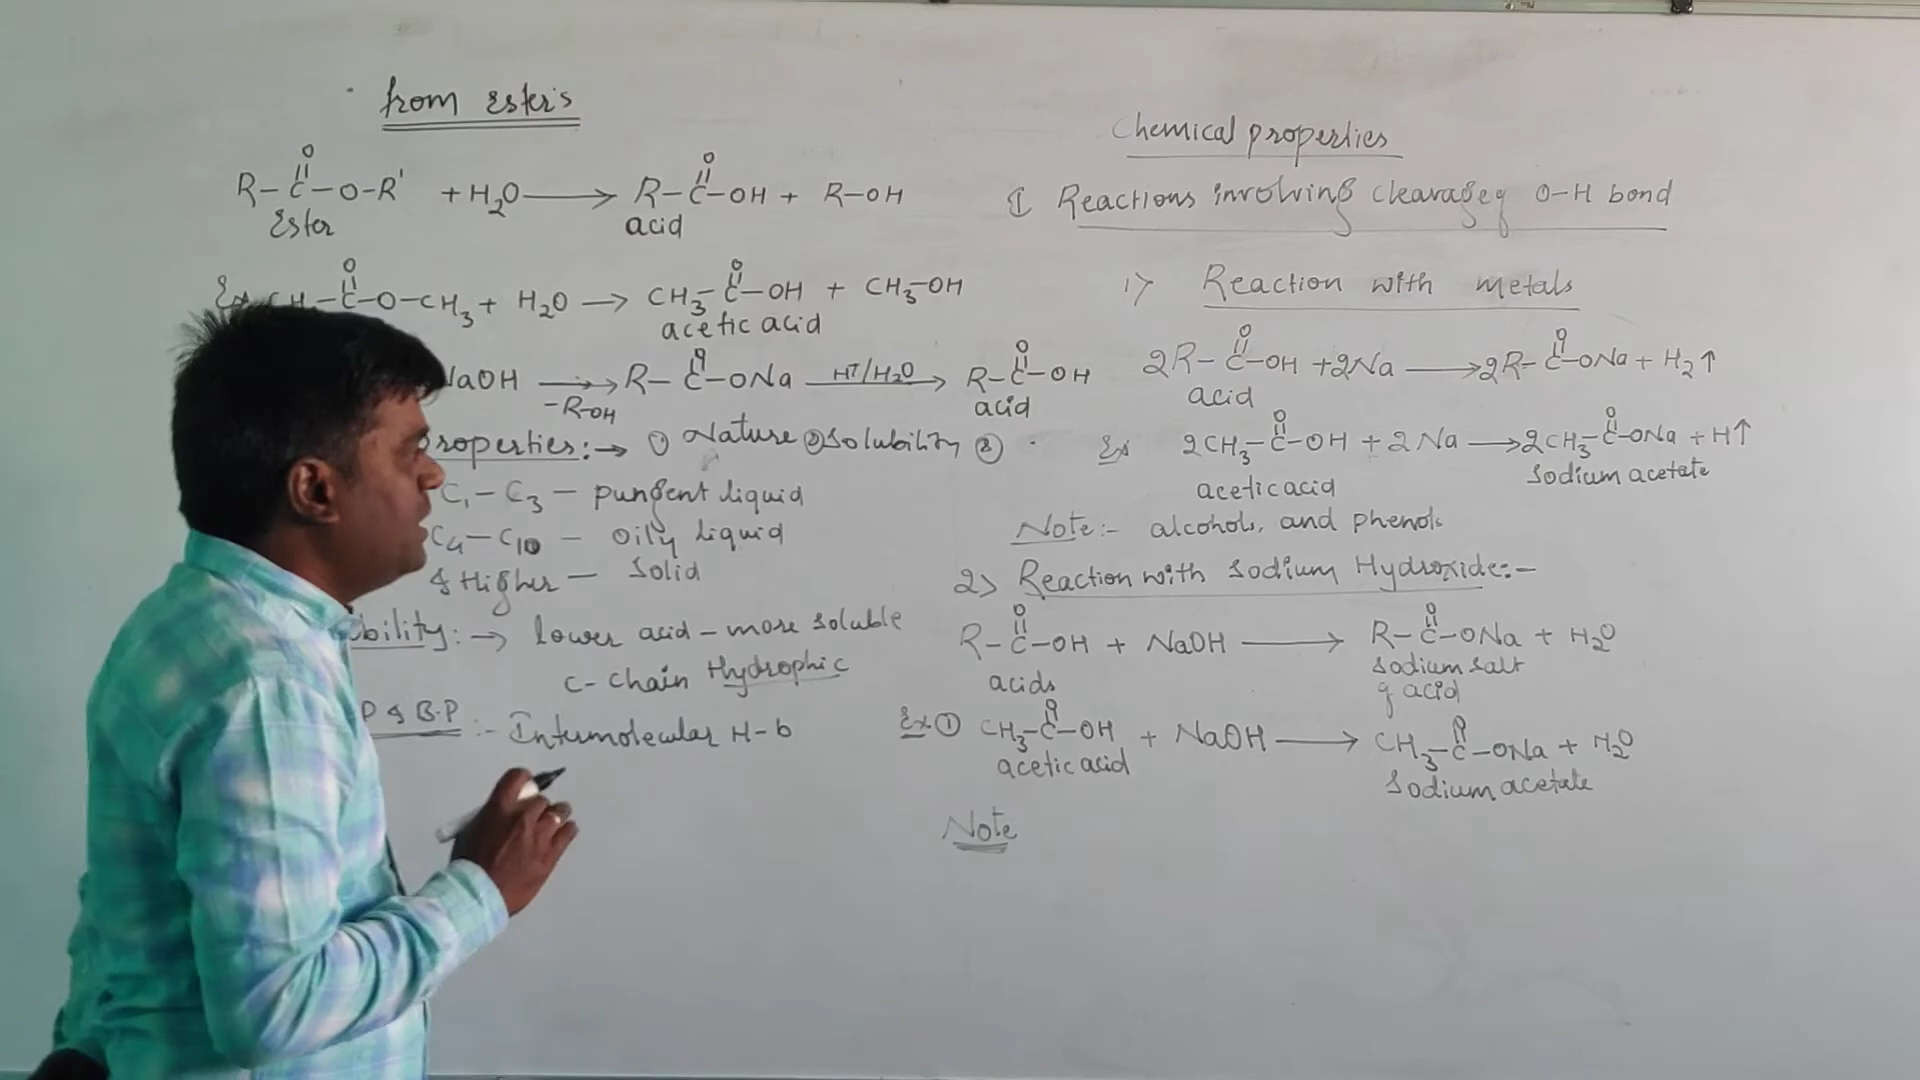 from Ester's
O
R-C-O-R' + H2O ⟶ R-C-OH + R-OH
Ester acid
O
-C-O-CH3 + H2O → CH3-C-OH + CH3-OH
acetic acid
NaOH → R-C-ONa H+/H2O → R-C-OH
-R-OH acid
roperties:→ ① Nature ② Solubility ③
C1-C3 - pungent liquid
C4-C10 - Oily liquid
& Higher - Solid
bility:→ lower acid - more soluble
C- Chain Hydrophic
P & B.P :- Intermolecular H-b
Chemical properties
I Reactions involving cleavage of O-H bond
1) Reaction with metals
2R-C-OH + 2Na ⟶ 2R-C-ONa + H2↑
acid
Ex 2CH3-C-OH + 2Na ⟶ 2CH3-C-ONa + H↑
acetic acid Sodium acetate
Note:- alcohols, and phenols
2) Reaction with Sodium Hydroxide:-
R-C-OH + NaOH ⟶ R-C-ONa + H2O
acids Sodium salt
of acid
Ex ① CH3-C-OH + NaOH ⟶ CH3-C-ONa + H2O
acetic acid Sodium acetate
Note